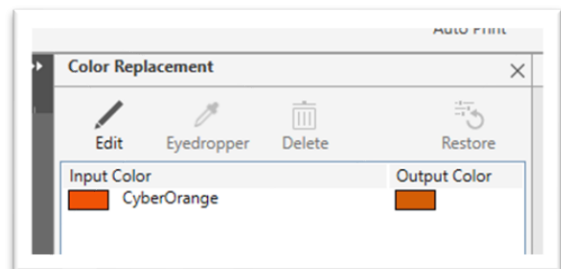 Auto Print
Color Replacement
Edit Eyedropper Delete Restore
Input Color Output Color
CyberOrange